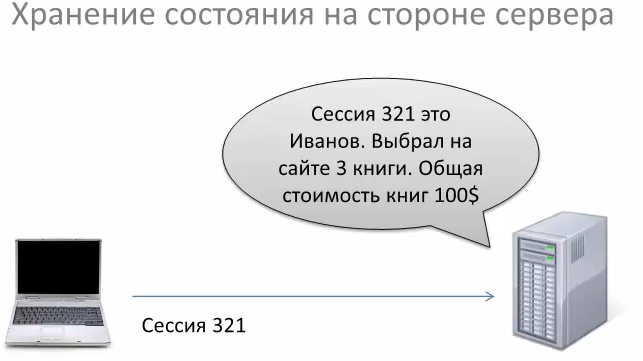 Хранение состояния на стороне сервера
Сессия 321 это
Иванов. Выбрал на
сайте 3 книги. Общая
стоимость книг 100$
Сессия 321